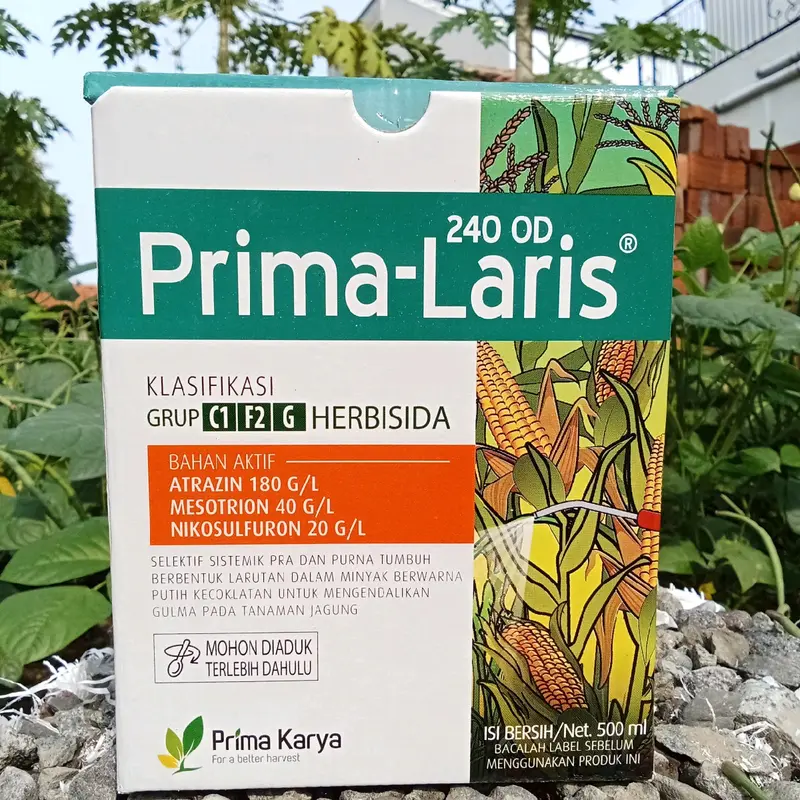 240 OD
Prima-Laris®
KLASIFIKASI
GRUP C1 F2 G HERBISIDA
BAHAN AKTIF
ATRAZIN 180 G/L
MESOTRION 40 G/L
NIKOSULFURON 20 G/L
SELEKTIF SISTEMIK PRA DAN PURNA TUMBUH
BERBENTUK LARUTAN DALAM MINYAK BERWARNA
PUTIH KECOKLATAN UNTUK MENGENDALIKAN
GULMA PADA TANAMAN JAGUNG
MOHON DIADUK
TERLEBIH DAHULU
Prima Karya
For a better harvest
ISI BERSIH/Net. 500 ml
BACALAH LABEL SEBELUM
MENGGUNAKAN PRODUK INI